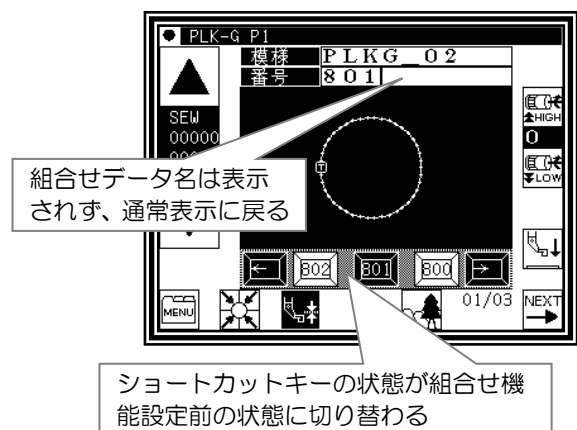 PLK-G P1
模様 PLKG_02
番号 801
SEW
00000
HIGH
0
LOW
組合せデータ名は表示
されず、通常表示に戻る
← 802 801 800 →
MENU
01/03
NEXT
ショートカットキーの状態が組合せ機
能設定前の状態に切り替わる